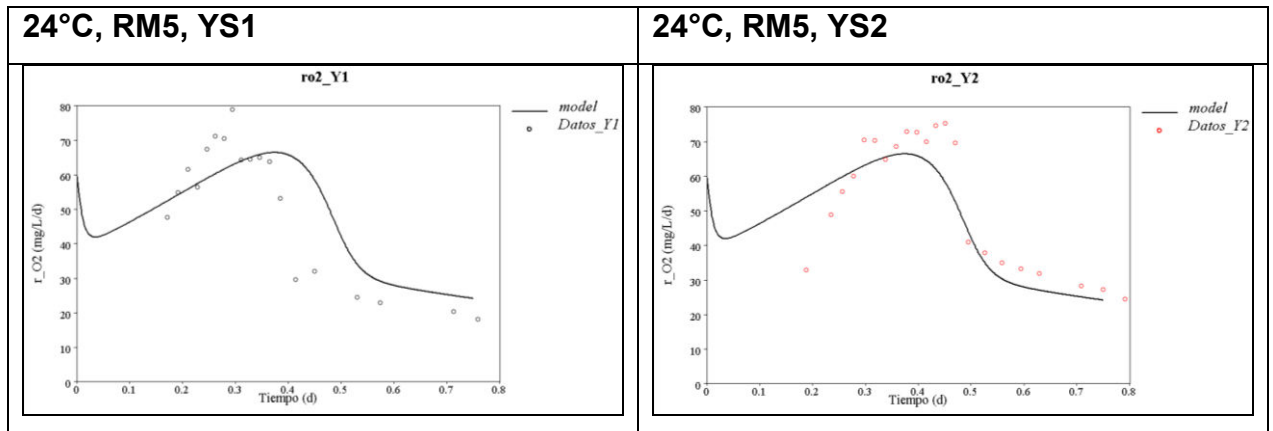 24°C, RM5, YS1
24°C, RM5, YS2
ro2_Y1
model
Datos_Y1
80
70
60
50
40
30
20
10
0
r_O2 (mg/L/d)
0 0.1 0.2 0.3 0.4 0.5 0.6 0.7 0.8
Tiempo (d)
ro2_Y2
model
Datos_Y2
80
70
60
50
40
30
20
10
0
r_O2 (mg/L/d)
0 0.1 0.2 0.3 0.4 0.5 0.6 0.7 0.8
Tiempo (d)